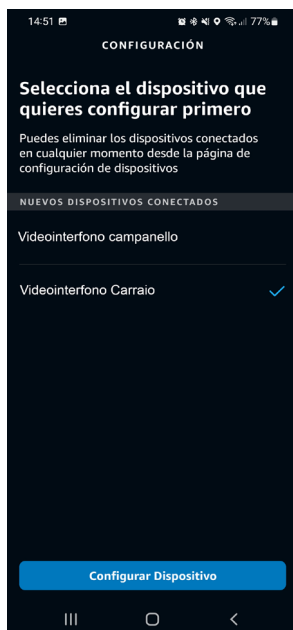 14:51 77%
CONFIGURACIÓN
Selecciona el dispositivo que
quieres configurar primero
Puedes eliminar los dispositivos conectados
en cualquier momento desde la página de
configuración de dispositivos
NUEVOS DISPOSITIVOS CONECTADOS
Videointerfono campanello
Videointerfono Carraio
Configurar Dispositivo